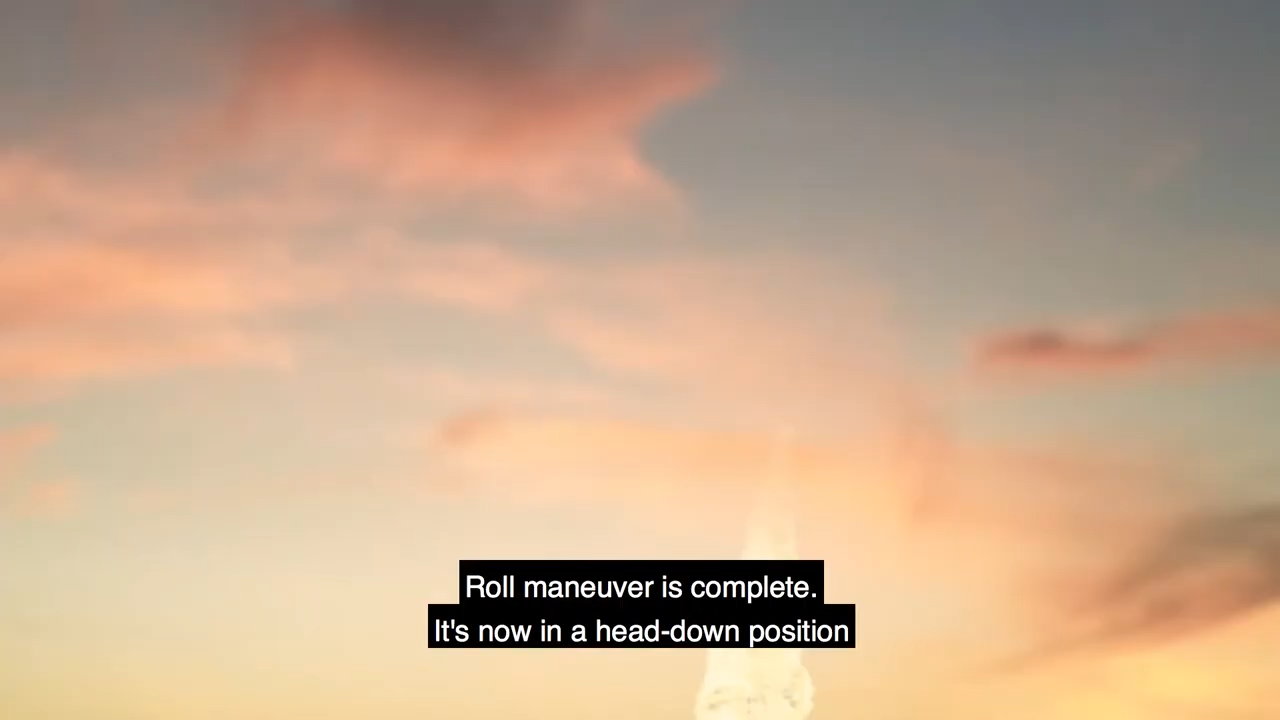 Roll maneuver is complete.
It's now in a head-down position